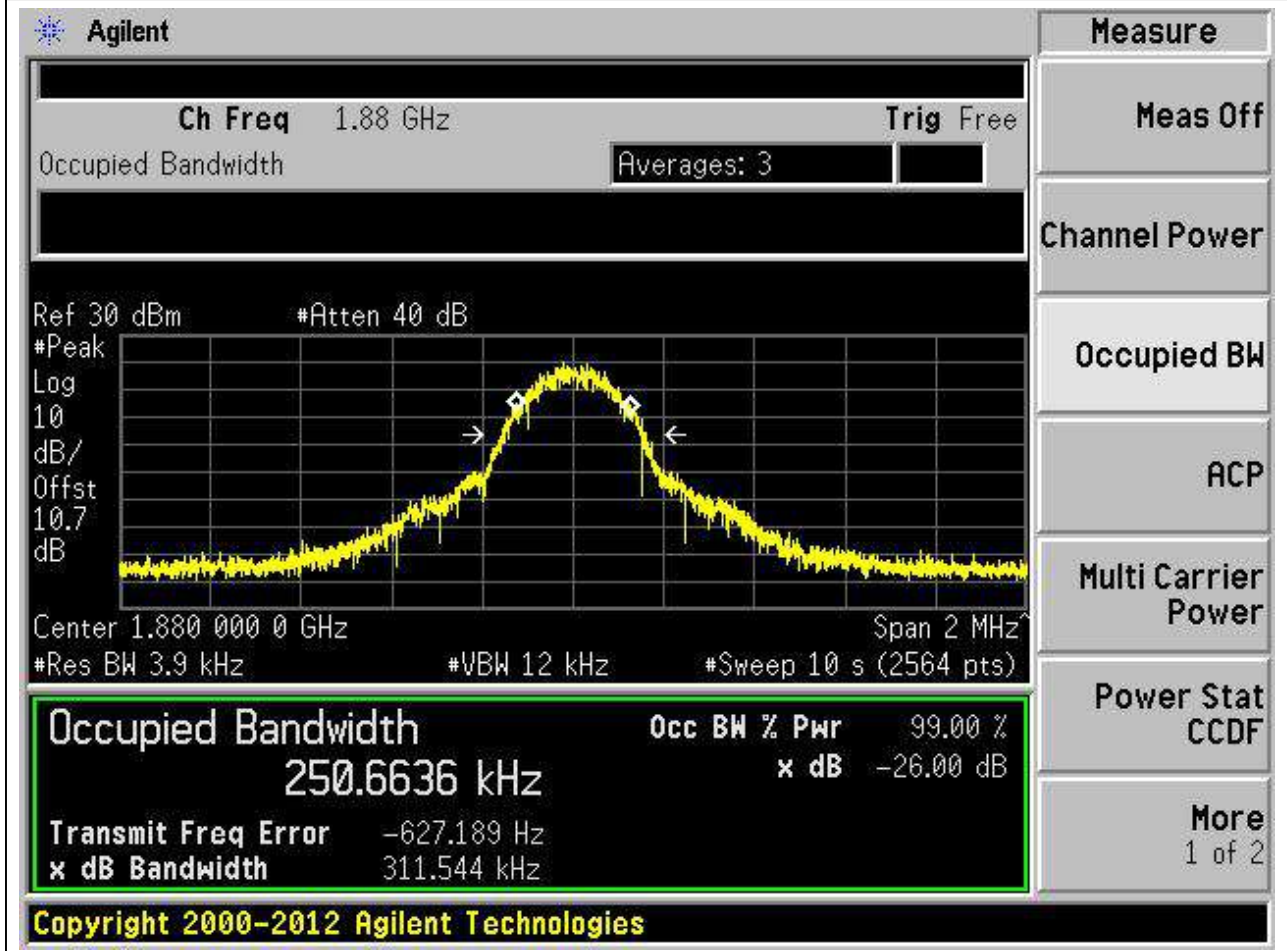 Agilent
Measure
Ch Freq 1.88 GHz Trig Free
Occupied Bandwidth Averages: 3
Meas Off
Channel Power
Occupied BW
ACP
Multi Carrier
Power
Power Stat
CCDF
More
1 of 2
Ref 30 dBm #Atten 40 dB
#Peak
Log
10
dB/
Offst
10.7
dB
Center 1.880 000 0 GHz Span 2 MHz^
#Res BW 3.9 kHz #VBW 12 kHz #Sweep 10 s (2564 pts)
Occupied Bandwidth
250.6636 kHz
Occ BW % Pwr 99.00 %
x dB -26.00 dB
Transmit Freq Error -627.189 Hz
x dB Bandwidth 311.544 kHz
Copyright 2000-2012 Agilent Technologies